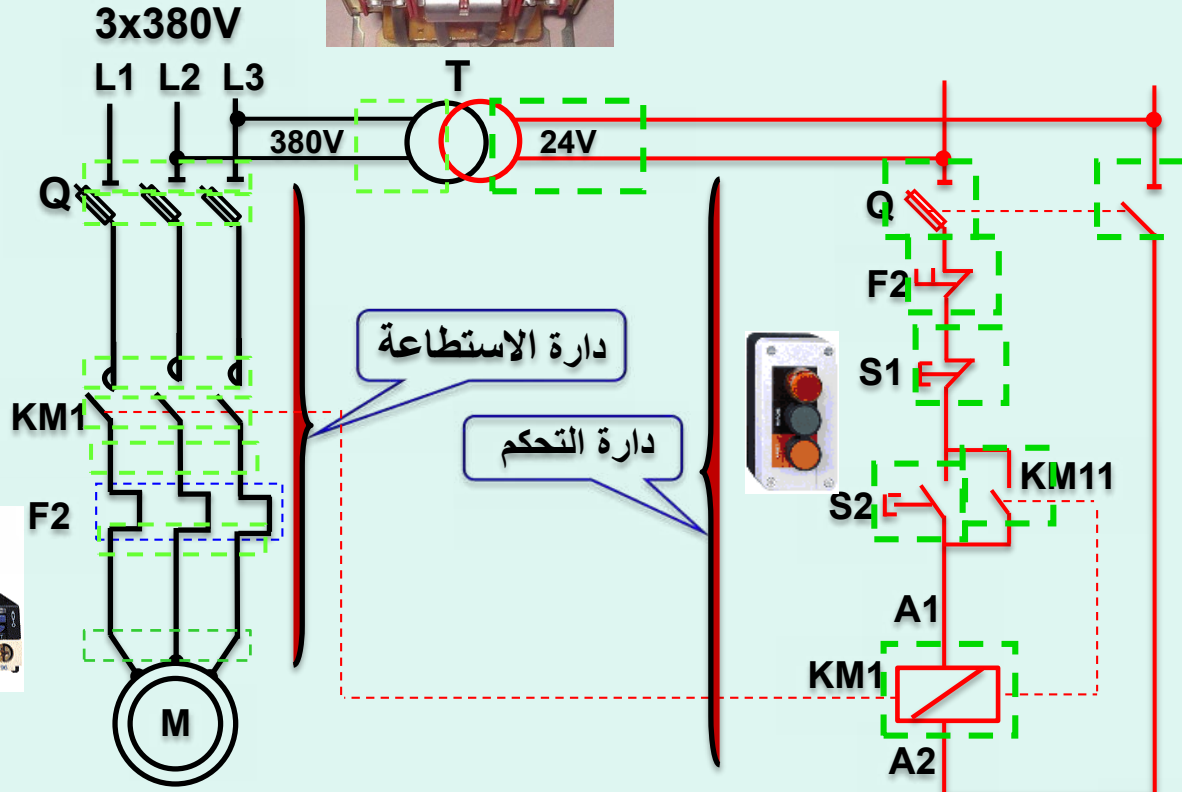 3x380V
L1 L2 L3
T
380V
24V
Q
Q
F2
دارة الاستطاعة
S1
KM1
دارة التحكم
KM11
S2
F2
A1
KM1
M
A2